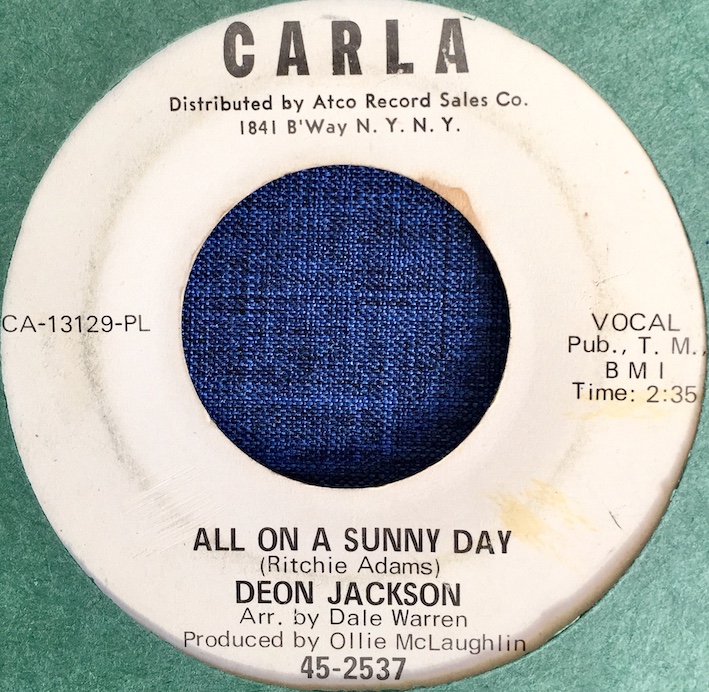 CARLA
Distributed by Atco Record Sales Co.
1841 B'Way N. Y. N. Y.
CA-13129-PL
VOCAL
Pub., T. M.,
B M I
Time: 2:35
ALL ON A SUNNY DAY
(Ritchie Adams)
DEON JACKSON
Arr. by Dale Warren
Produced by Ollie McLaughlin
45-2537